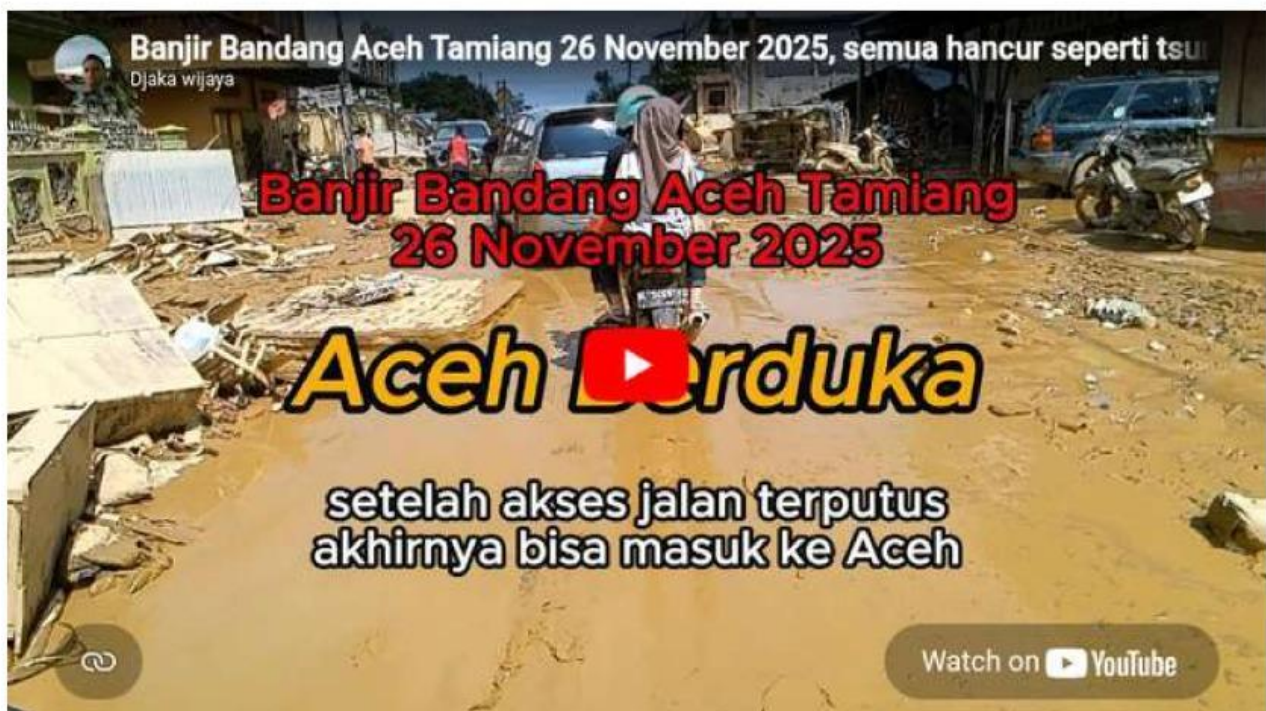 Banjir Bandang Aceh Tamiang 26 November 2025, semua hancur seperti
Djaka wijaya
Banjir Bandang Aceh Tamiang
26 November 2025
Aceh
setelah akses jalan terputus
akhirnya bisa masuk ke Aceh
Watch on YouTube